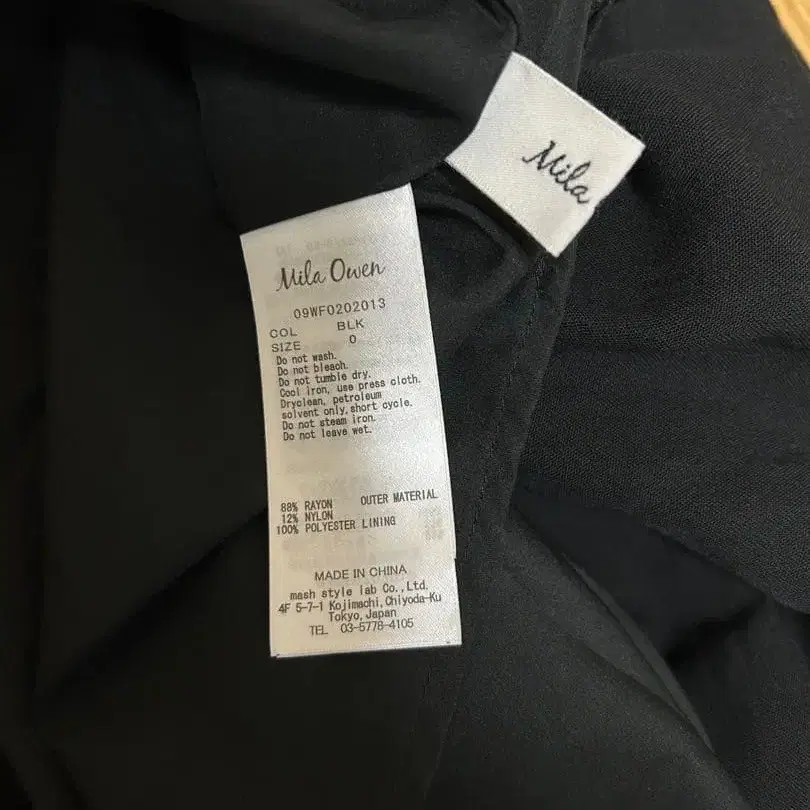 Mila
Mila Owen
09WF0202013
COL BLK
SIZE 0
Do not wash.
Do not bleach.
Do not tumble dry.
Cool iron, use press cloth.
Dryclean, petroleum
solvent only, short cycle.
Do not steam iron.
Do not leave wet.
88% RAYON OUTER MATERIAL
12% NYLON
100% POLYESTER LINING
MADE IN CHINA
mash style lab Co., Ltd.
4F 5-7-1 Kojimachi, Chiyoda-Ku
Tokyo, Japan
TEL 03-5778-4105